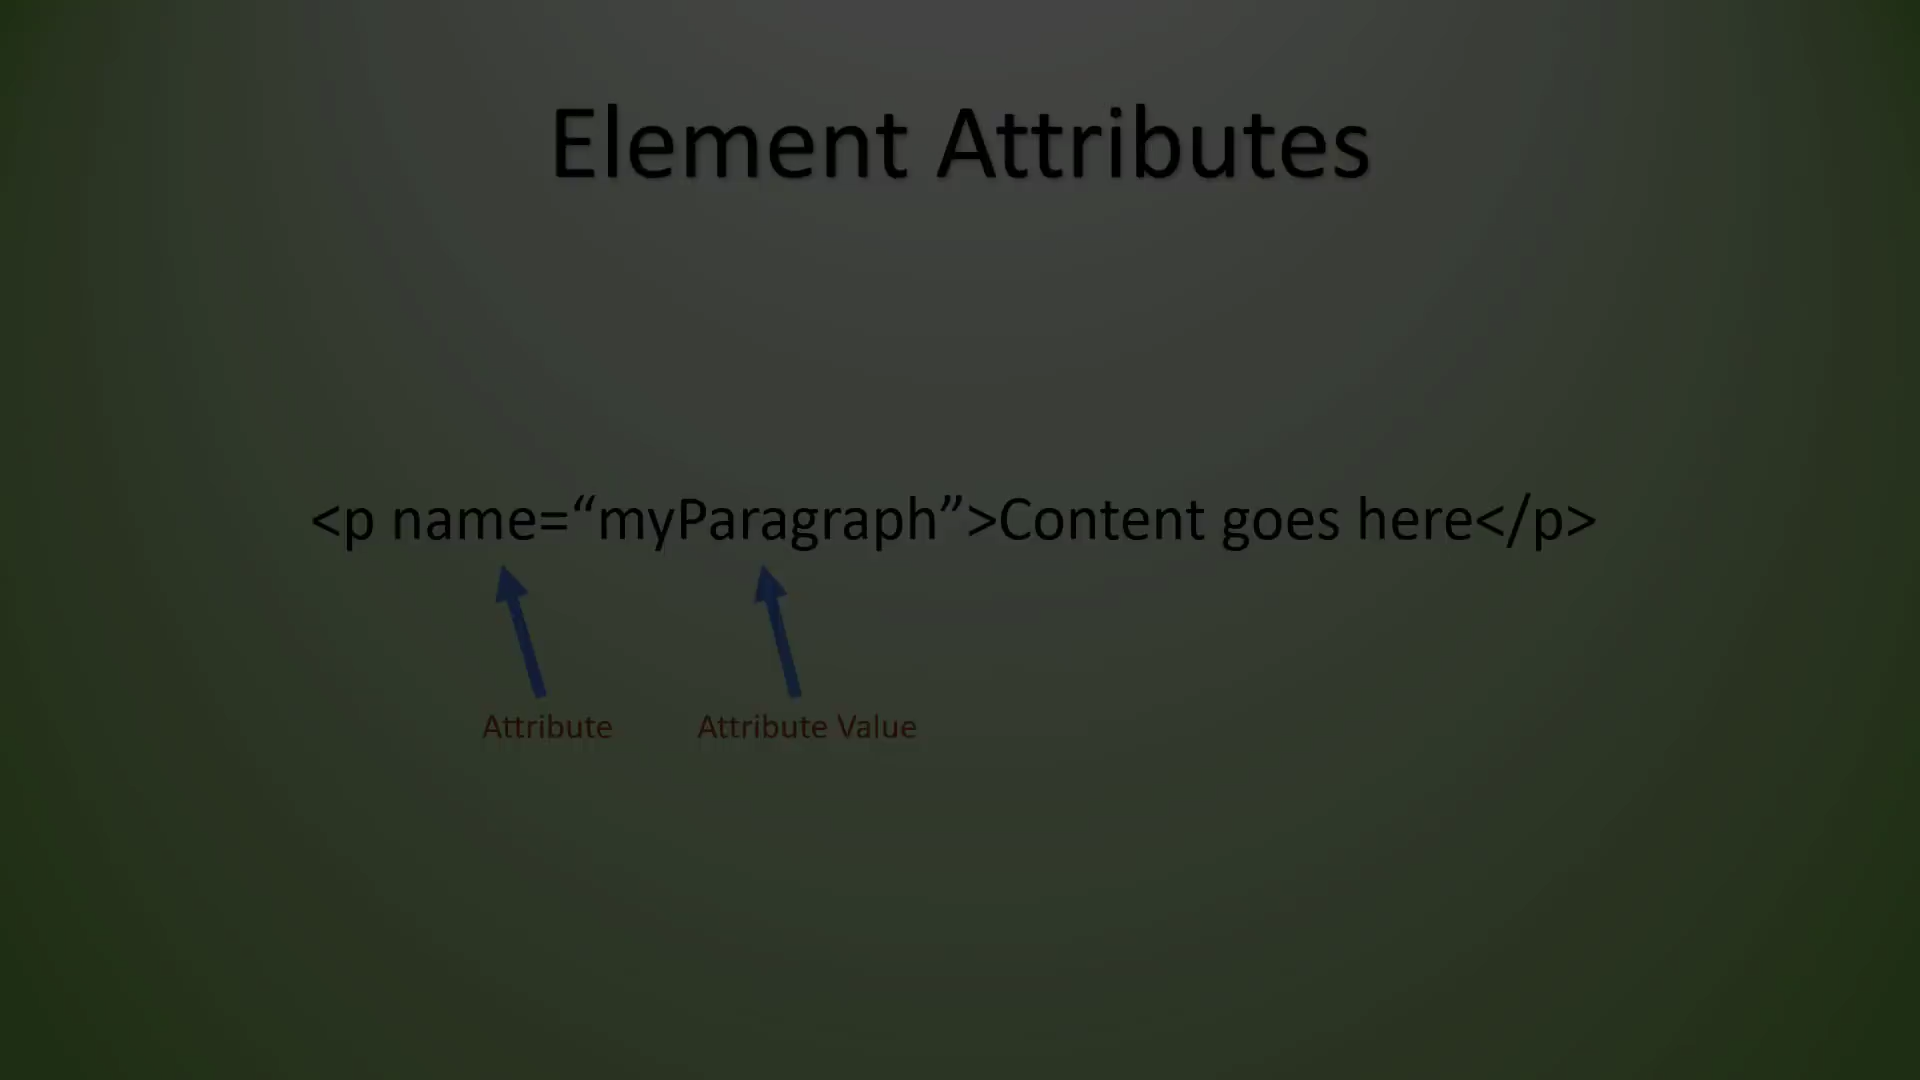 Element Attributes
<p name=“myParagraph”>Content goes here</p>
Attribute Attribute Value